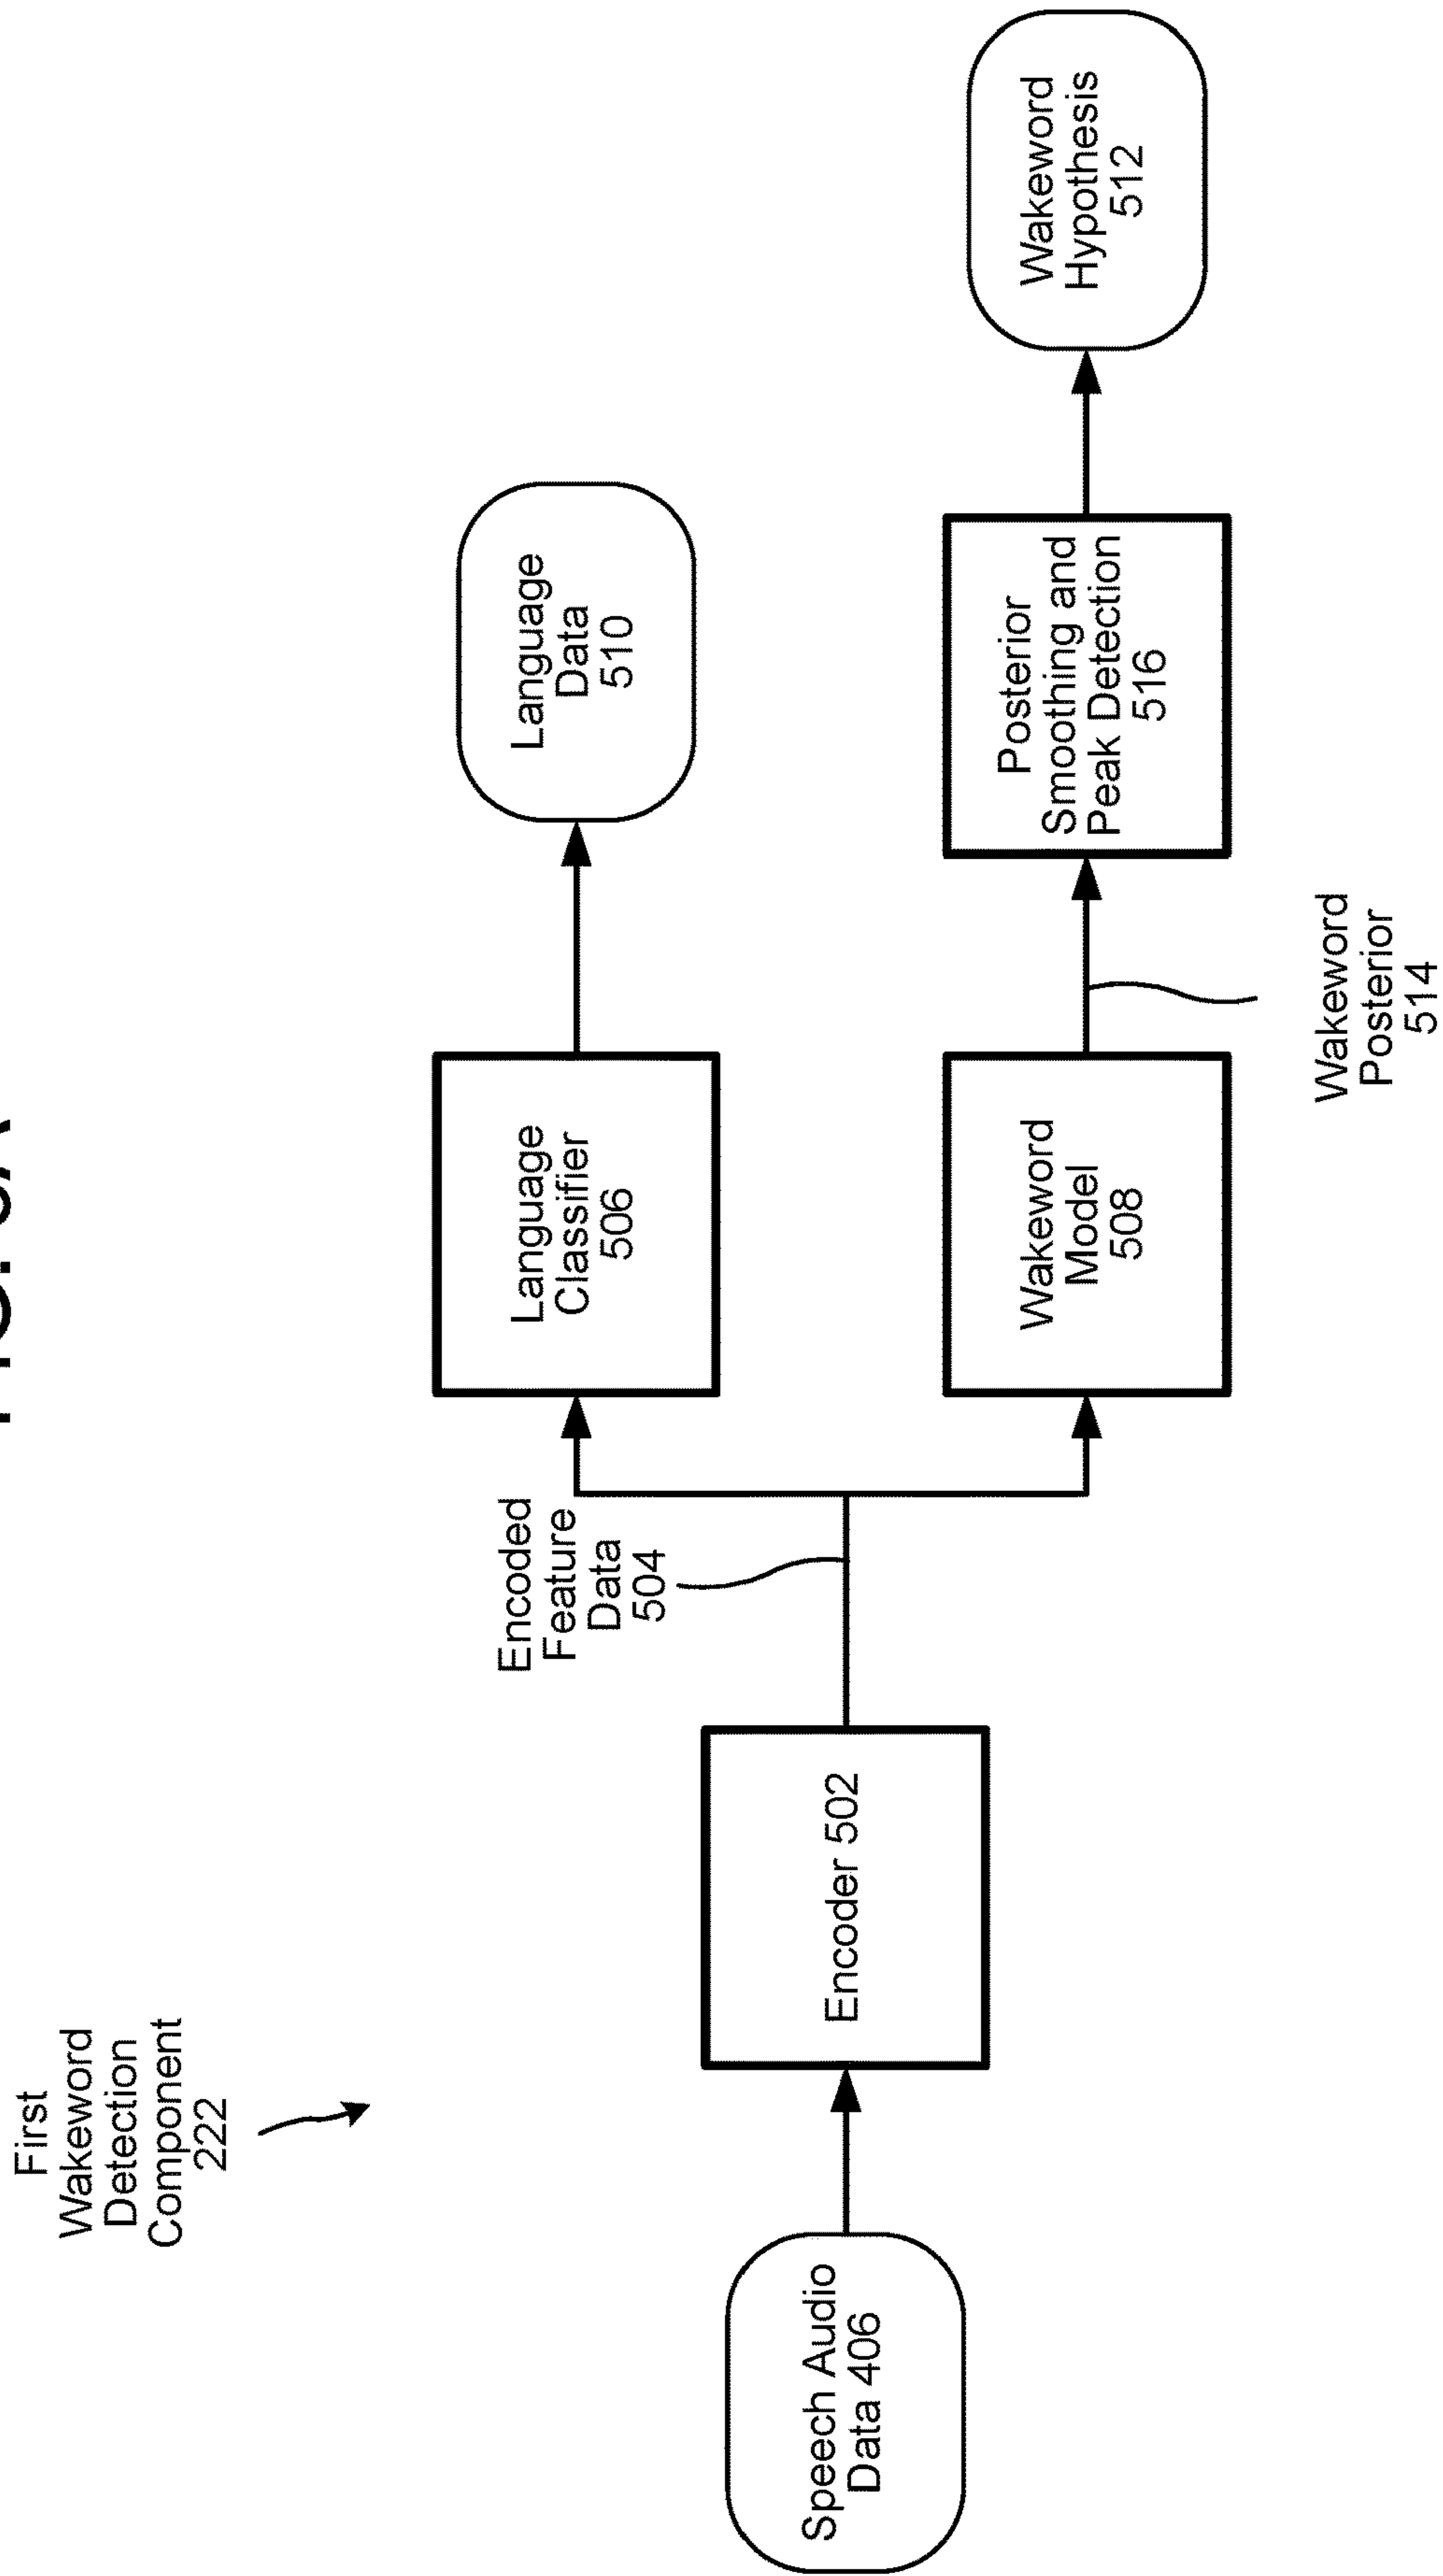 First
Wakeword
Detection
Component
222
Speech Audio
Data 406
Encoder 502
Encoded
Feature
Data
504
Language
Classifier
506
Language
Data
510
Wakeword
Model
508
Wakeword
Posterior
514
Posterior
Smoothing and
Peak Detection
516
Wakeword
Hypothesis
512